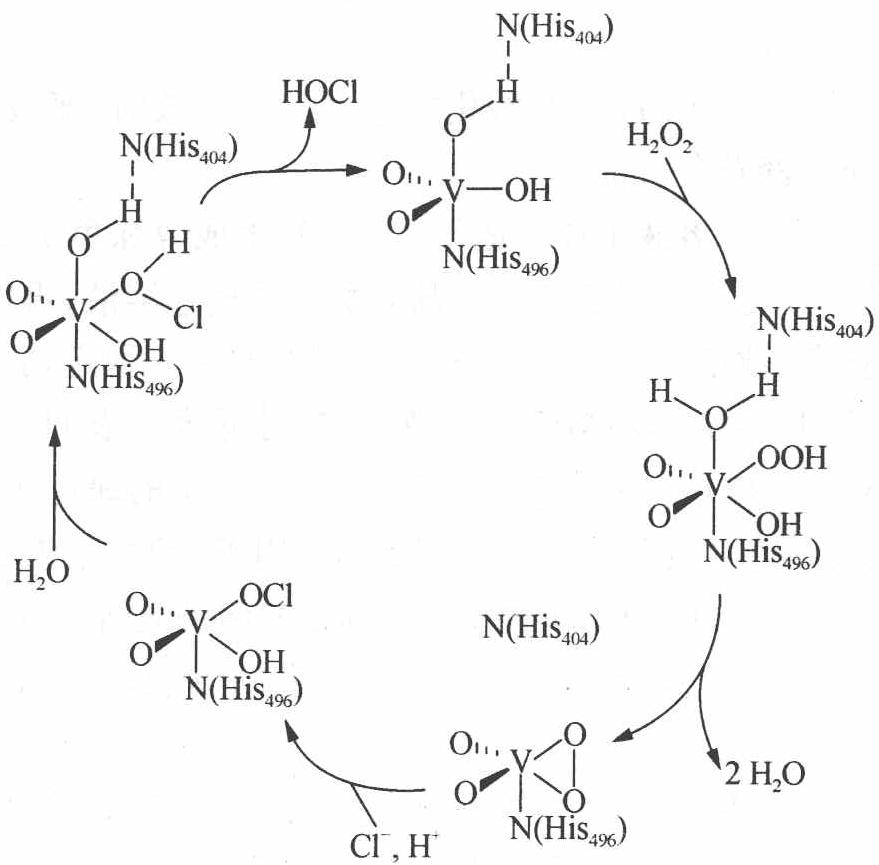 N(His₄₀₄)
H
HOCl
O
H₂O₂
N(His₄₀₄)
O V OH
H
O
H
N(His₄₉₆)
O
O
O V Cl
N(His₄₀₄)
O
OH
H H
N(His₄₉₆)
O
OOH
O V
O
OH
H₂O
N(His₄₉₆)
OCl
O V
N(His₄₀₄)
O
OH
N(His₄₉₆)
O
O V
2 H₂O
O
O
N(His₄₉₆)
Cl⁻, H⁺